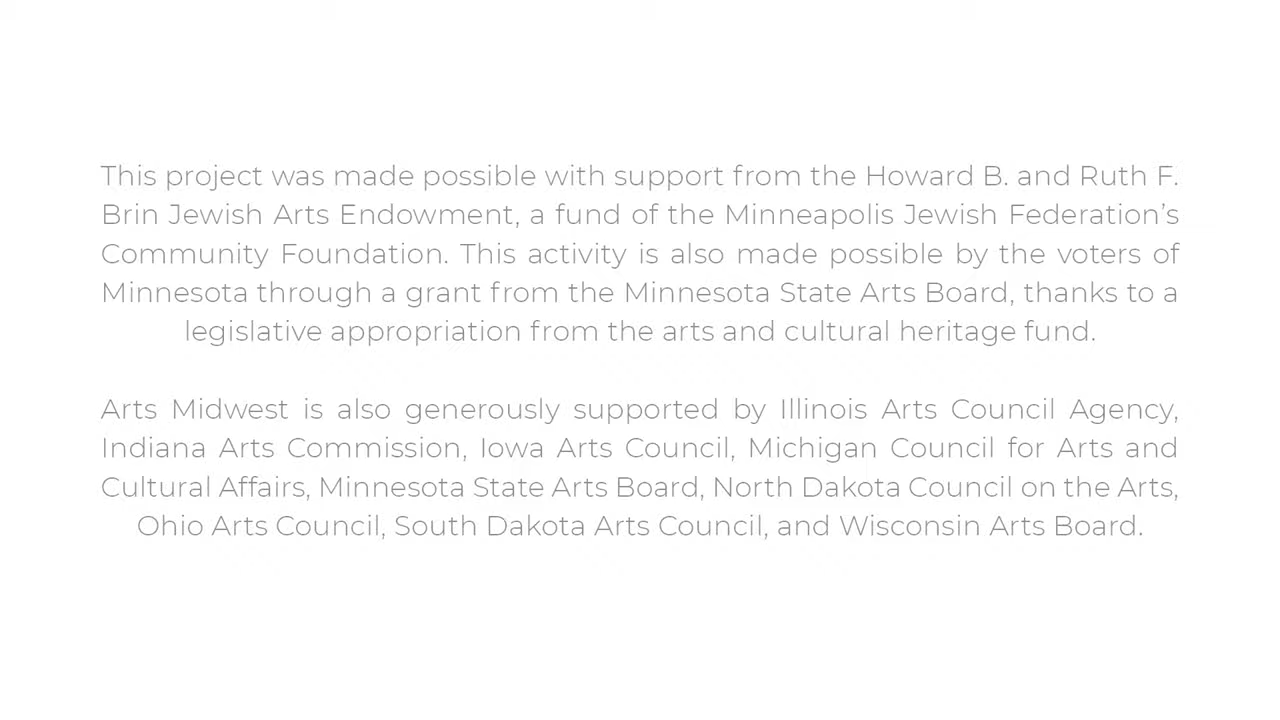 This project was made possible with support from the Howard B. and Ruth F.
Brin Jewish Arts Endowment, a fund of the Minneapolis Jewish Federation’s
Community Foundation. This activity is also made possible by the voters of
Minnesota through a grant from the Minnesota State Arts Board, thanks to a
legislative appropriation from the arts and cultural heritage fund.
Arts Midwest is also generously supported by Illinois Arts Council Agency,
Indiana Arts Commission, Iowa Arts Council, Michigan Council for Arts and
Cultural Affairs, Minnesota State Arts Board, North Dakota Council on the Arts,
Ohio Arts Council, South Dakota Arts Council, and Wisconsin Arts Board.